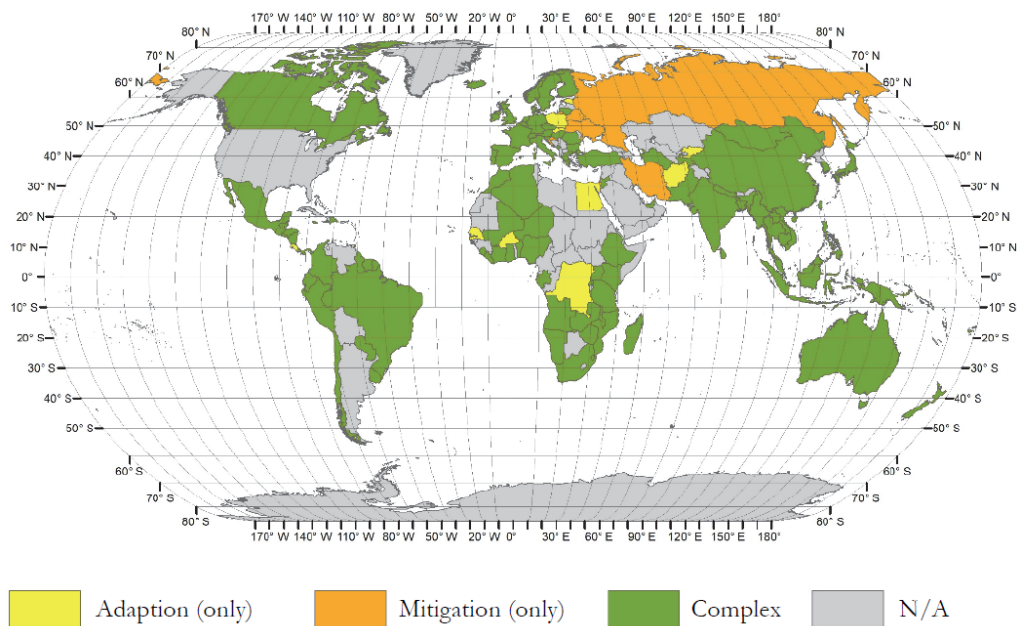 170° W 140° W 110° W 80° W 50° W 20° W 0° 30° E 60° E 90° E 120° E 150° E 180°
80° N 80° N
70° N 70° N
60° N 60° N
50° N 50° N
40° N 40° N
30° N 30° N
20° N 20° N
10° N 10° N
0° 0°
10° S 10° S
20° S 20° S
30° S 30° S
40° S 40° S
50° S 50° S
60° S 60° S
70° S 70° S
80° S 80° S
170° W 140° W 110° W 80° W 50° W 20° W 0° 30° E 60° E 90° E 120° E 150° E 180°
Adaption (only) Mitigation (only) Complex N/A